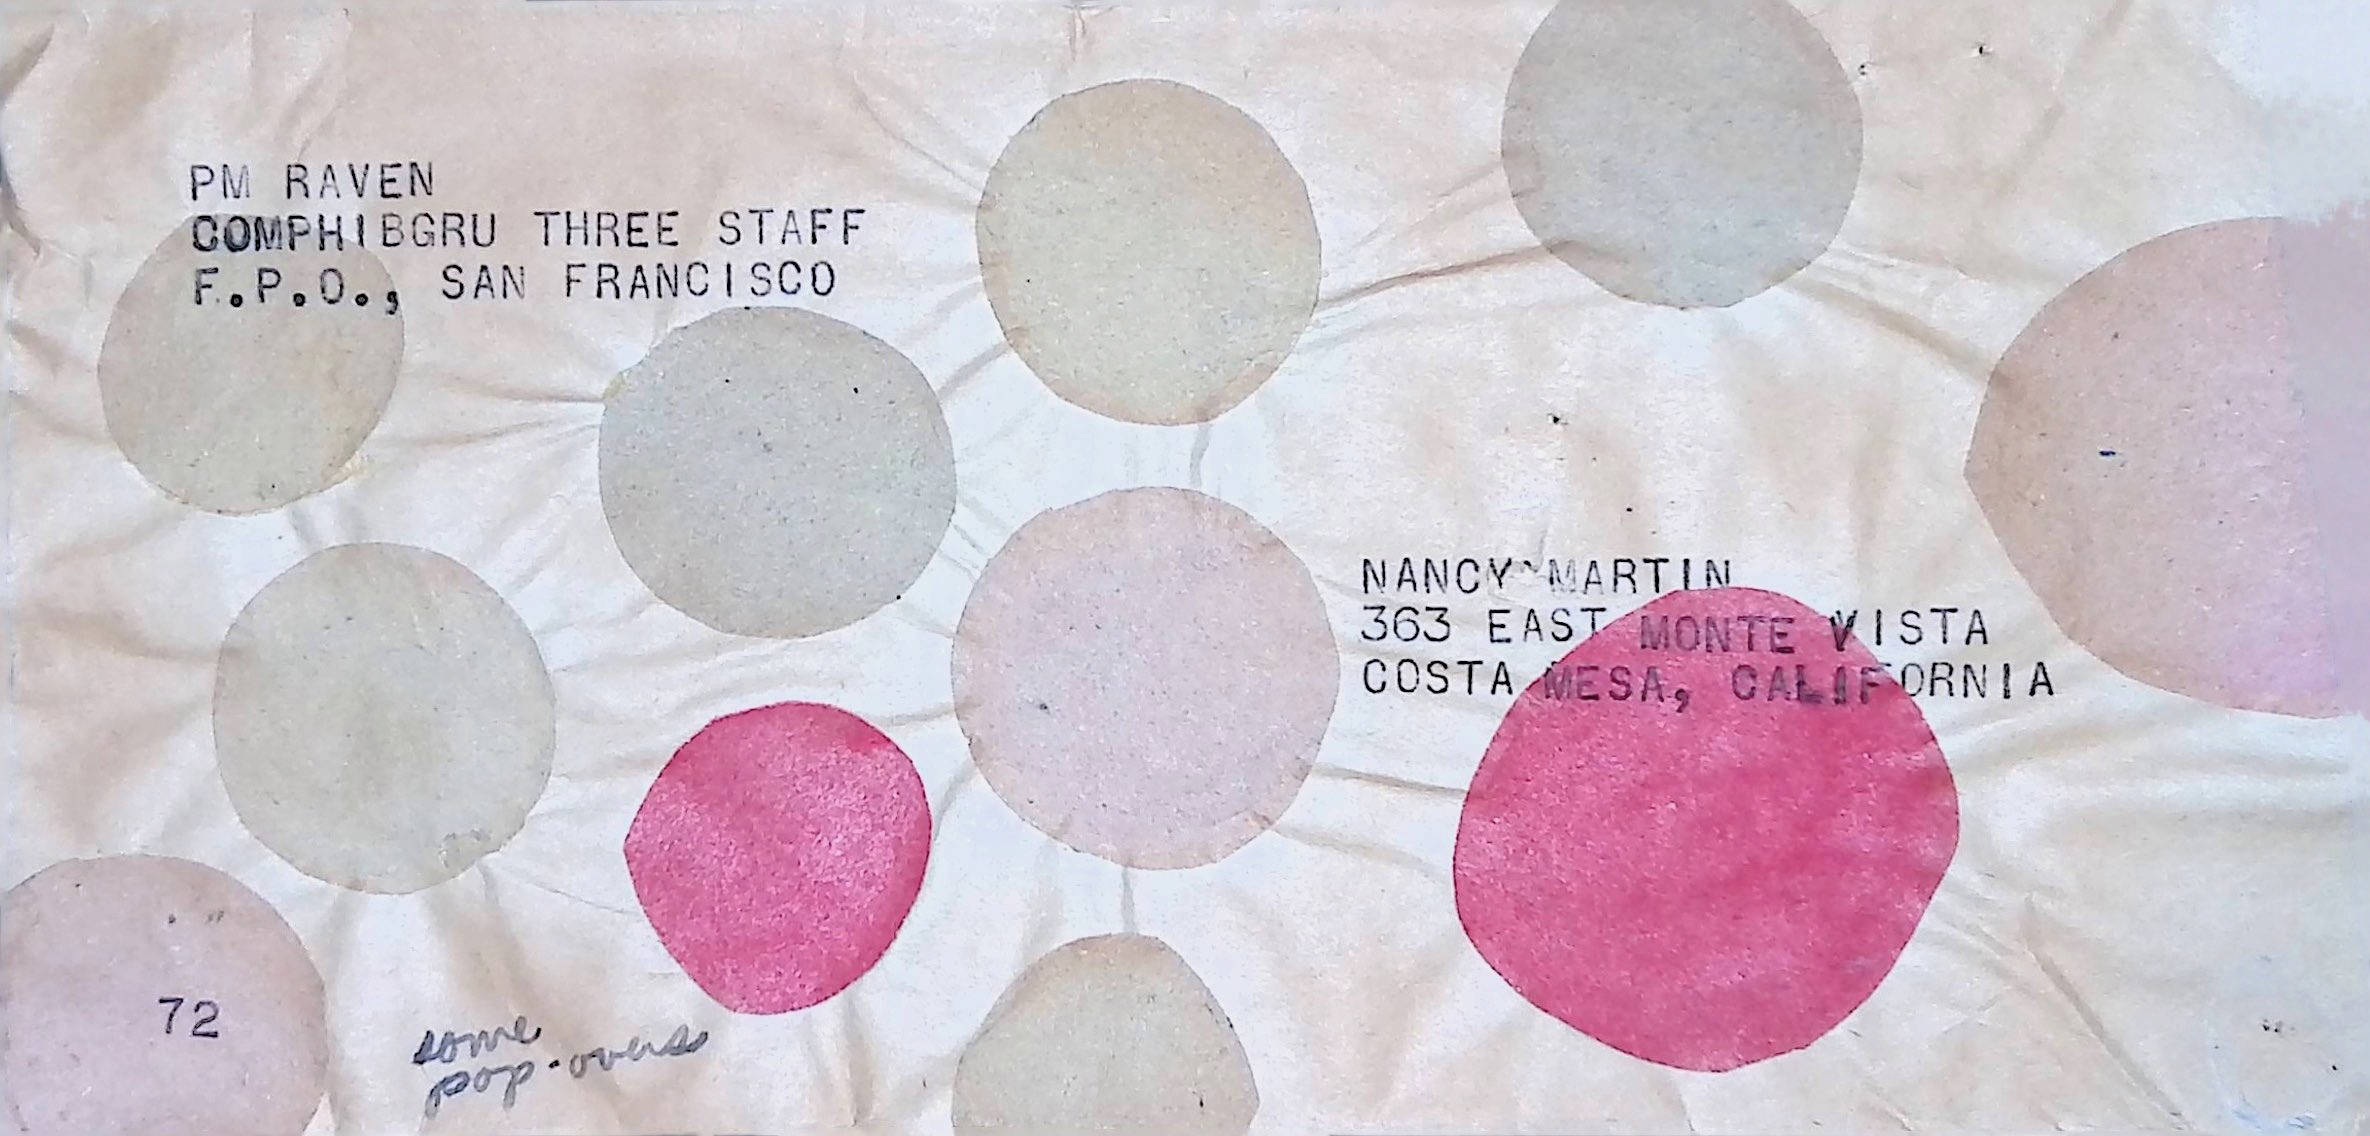 PM RAVEN
COMPHIBGRU THREE STAFF
F.P.O., SAN FRANCISCO
NANCY MARTIN
363 EAST MONTE VISTA
COSTA MESA, CALIFORNIA
72
some
pop-overs